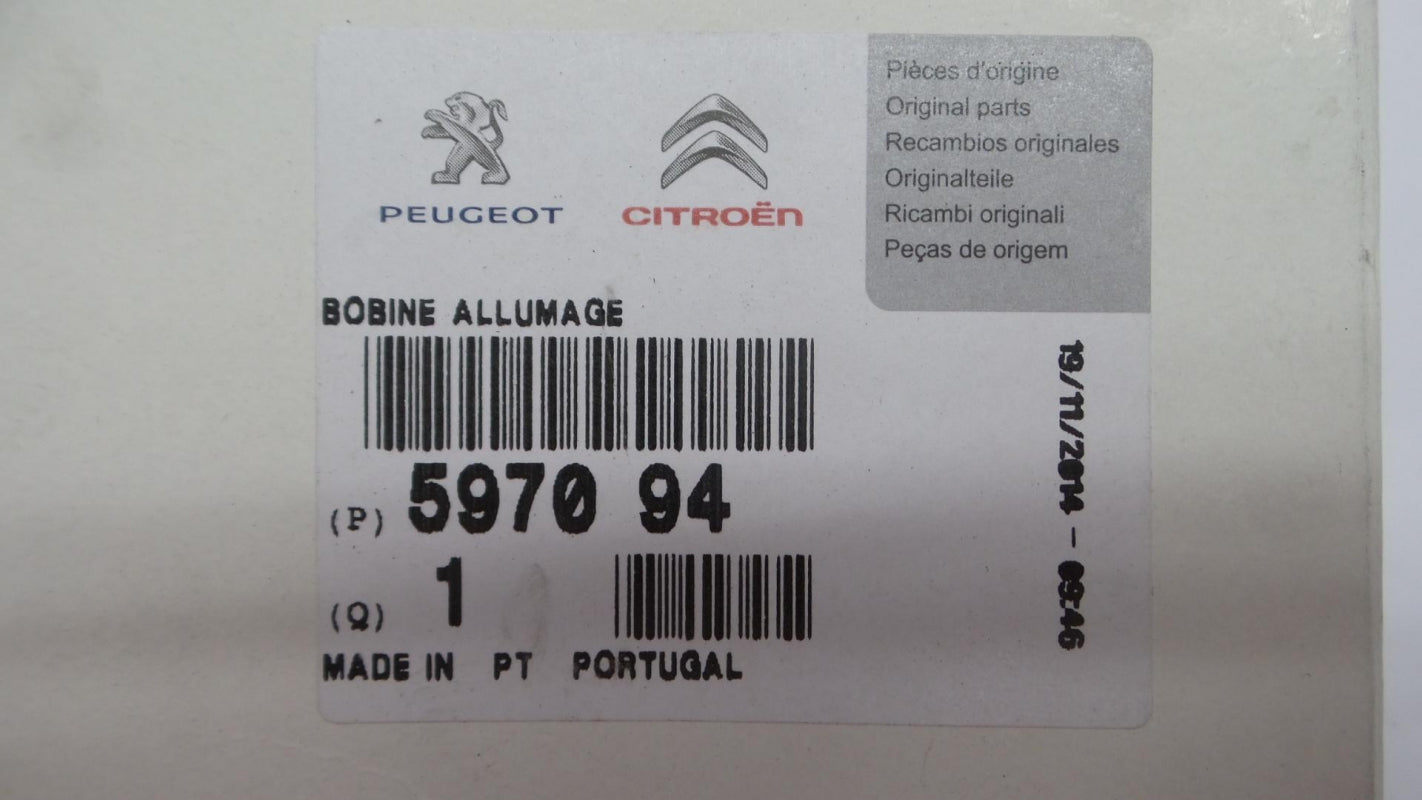 PEUGEOT
CITROËN
Pièces d'origine
Original parts
Recambios originales
Originalteile
Ricambi originali
Peças de origem
BOBINE ALLUMAGE
(P) 5970 94
(Q) 1
MADE IN PT PORTUGAL
19/11/2014 - 09:46